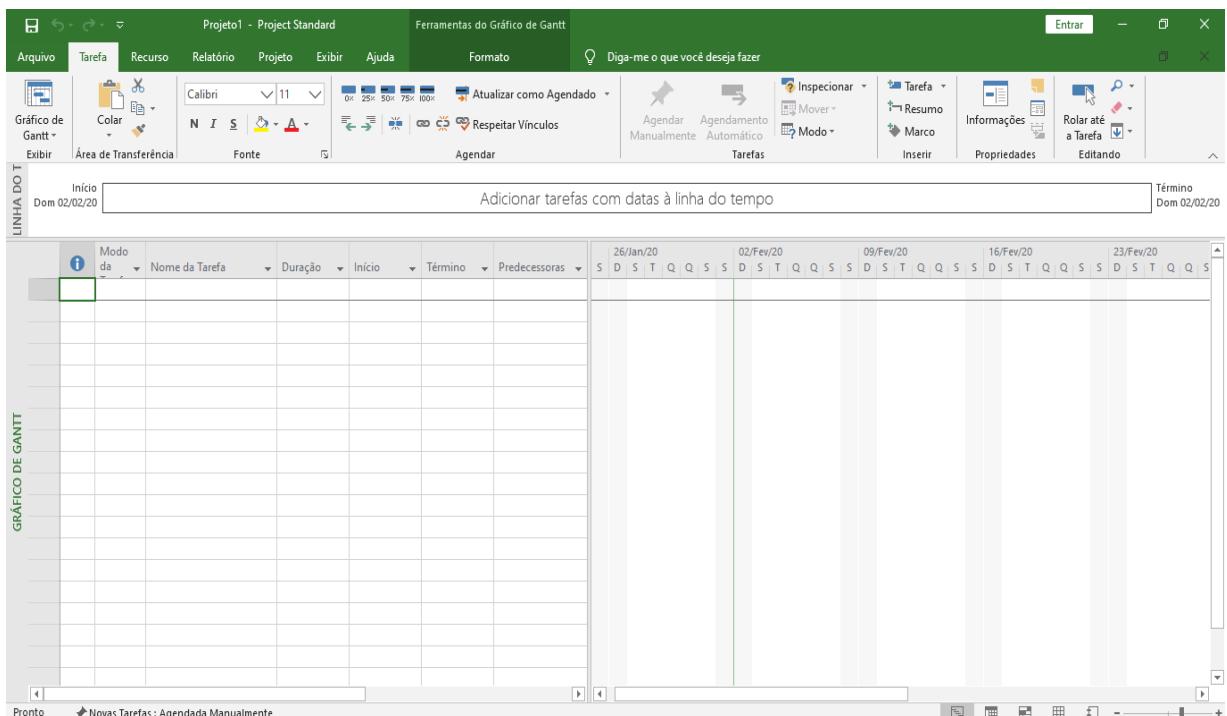 Projeto1 - Project Standard
Ferramentas do Gráfico de Gantt
Entrar
Arquivo Tarefa Recurso Relatório Projeto Exibir Ajuda Formato Diga-me o que você deseja fazer
Gráfico de Gantt
Exibir
Colar
Área de Transferência
Calibri 11
N I S A
Fonte
0% 25% 50% 75% 100%
Atualizar como Agendado
Respeitar Vínculos
Agendar
Agendar Manualmente
Agendamento Automático
Inspecionar
Mover
Modo
Tarefas
Tarefa
Resumo
Marco
Inserir
Informações
Propriedades
Rolar até a Tarefa
Editando
LINHA DO T
Início
Dom 02/02/20
Adicionar tarefas com datas à linha do tempo
Término
Dom 02/02/20
Modo da
Nome da Tarefa Duração Início Término Predecessoras
26/Jan/20 02/Fev/20 09/Fev/20 16/Fev/20 23/Fev/20
S D S T Q Q S S D S T Q Q S S D S T Q Q S S D S T Q Q S S D S T Q Q S
GRÁFICO DE GANTT
Pronto Novas Tarefas : Agendada Manualmente